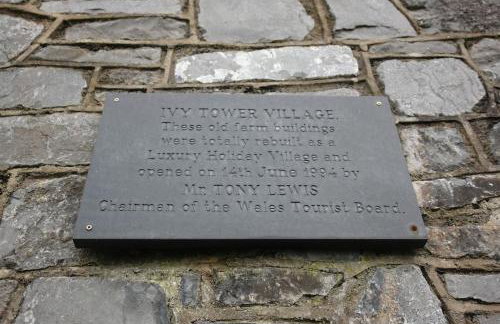 IVY TOWER VILLAGE.
These old farm buildings
were totally rebuilt as a
Luxury Holiday Village and
opened on 14th June 1994 by
Mr. TONY LEWIS
Chairman of the Wales Tourist Board.